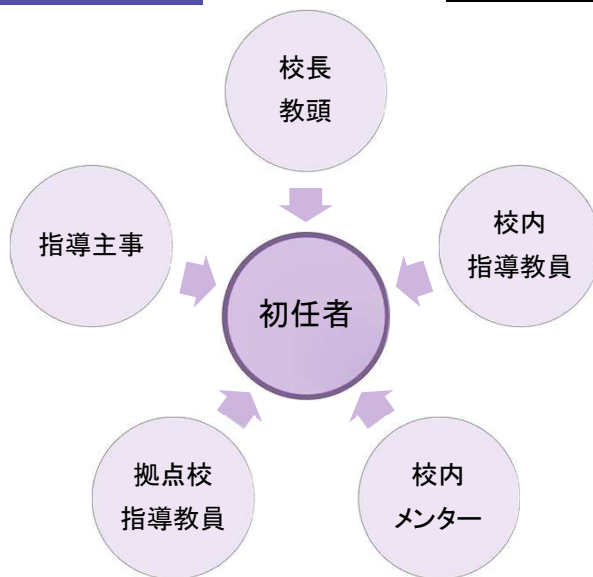 校長
教頭
指導主事
校内
指導教員
初任者
拠点校
指導教員
校内
メンター